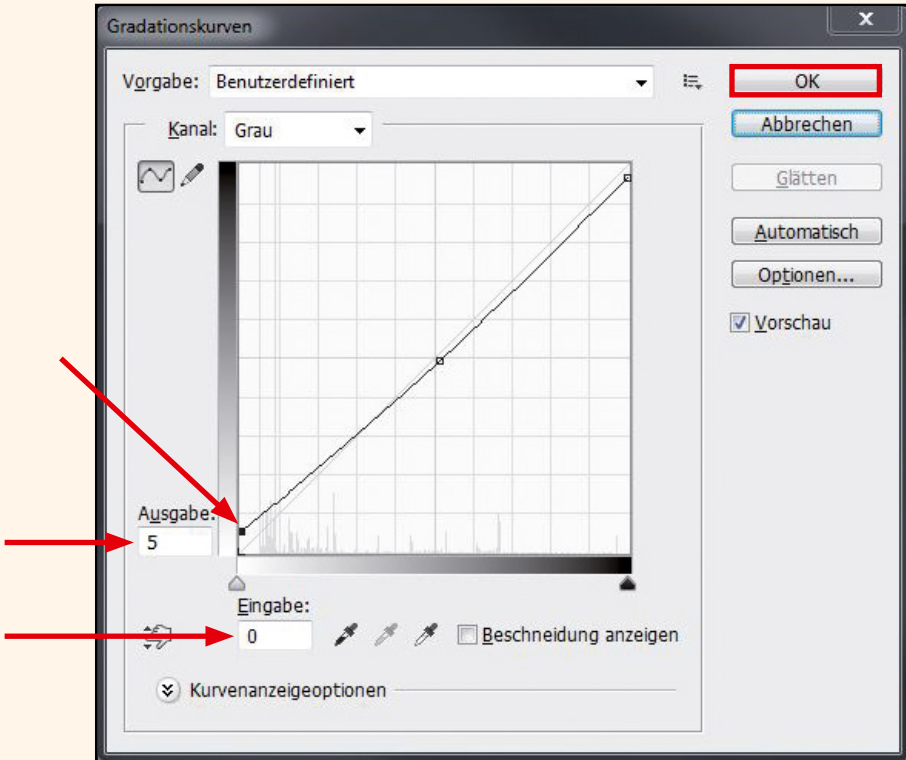 Gradationskurven
x
Vorgabe: Benutzerdefiniert
OK
Kanal: Grau
Abbrechen
Glätten
Automatisch
Optionen...
Vorschau
Ausgabe:
5
Eingabe:
0
Beschneidung anzeigen
Kurvenanzeigeoptionen